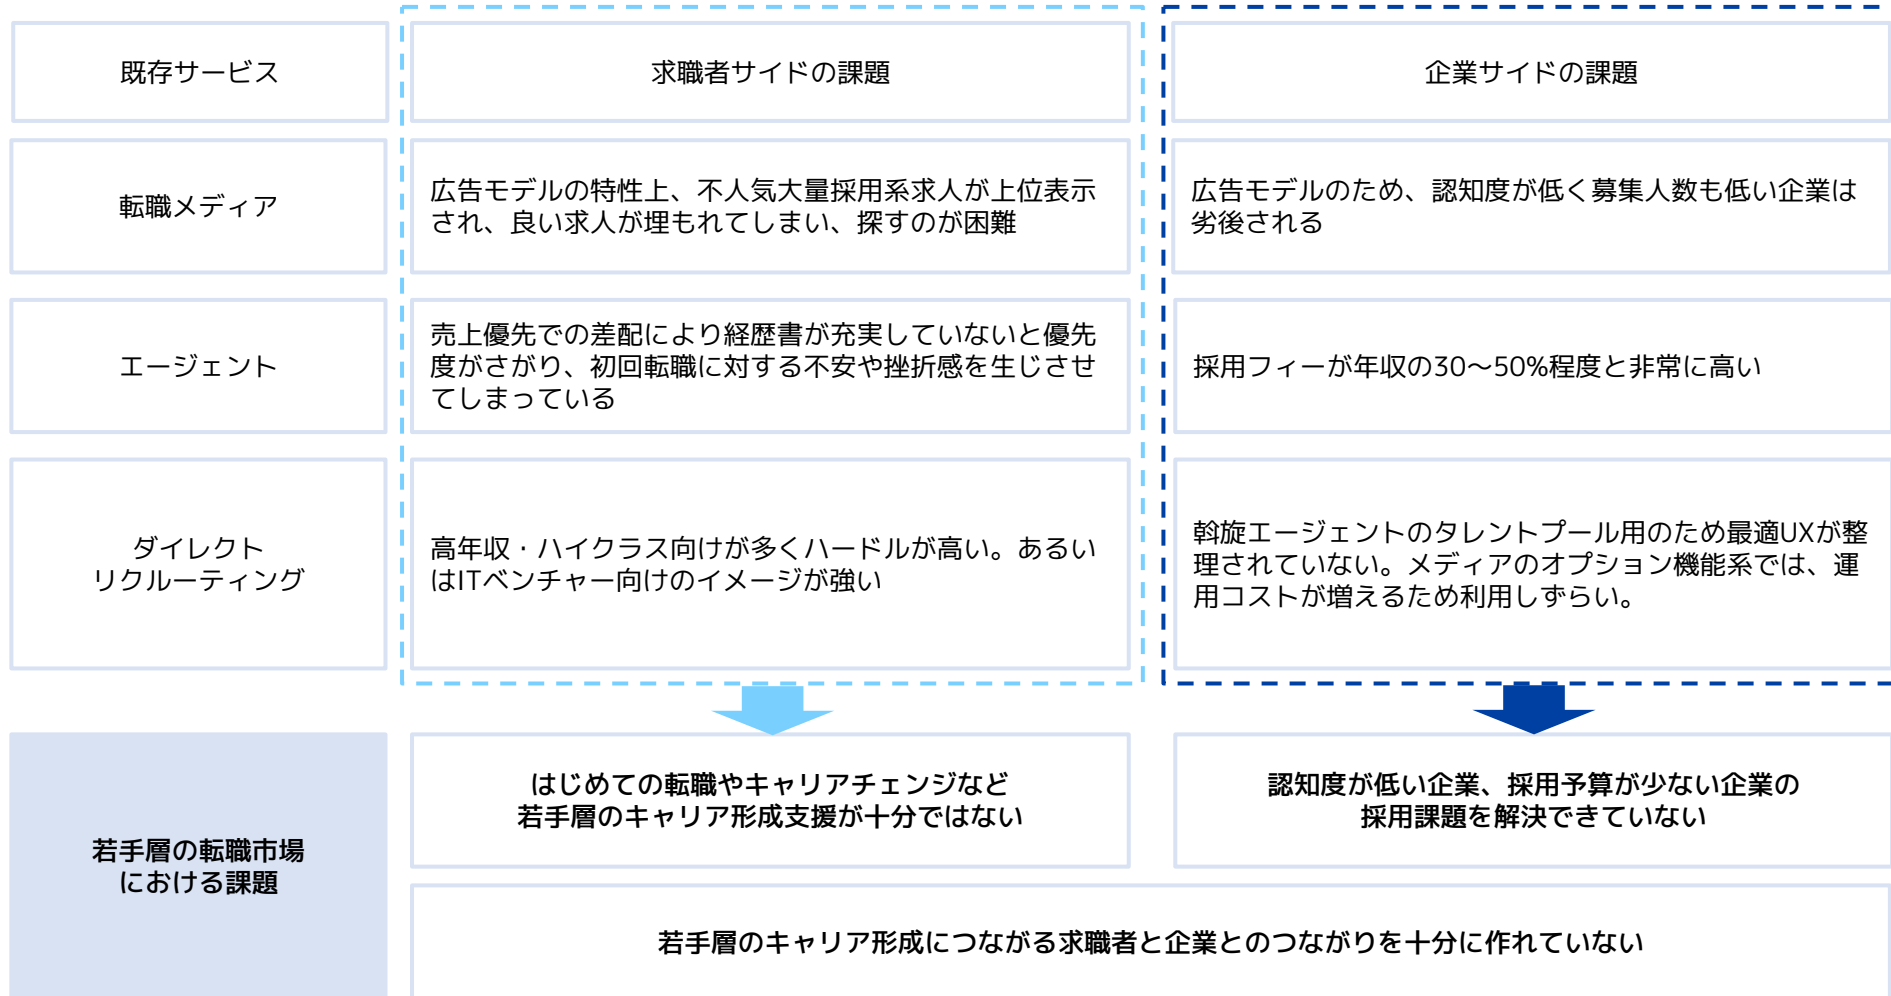 既存サービス
求職者サイドの課題
企業サイドの課題
転職メディア
広告モデルの特性上、不人気大量採用系求人が上位表示
され、良い求人が埋もれてしまい、探すのが困難
広告モデルのため、認知度が低く募集人数も低い企業は
劣後される
エージェント
売上優先での差配により経歴書が充実していないと優先
度がさがり、初回転職に対する不安や挫折感を生じさせ
てしまっている
採用フィーが年収の30～50%程度と非常に高い
ダイレクト
リクルーティング
高年収・ハイクラス向けが多くハードルが高い。あるい
はITベンチャー向けのイメージが強い
斡旋エージェントのタレントプール用のため最適UXが整
理されていない。メディアのオプション機能系では、運
用コストが増えるため利用しずらい。
若手層の転職市場
における課題
はじめての転職やキャリアチェンジなど
若手層のキャリア形成支援が十分ではない
認知度が低い企業、採用予算が少ない企業の
採用課題を解決できていない
若手層のキャリア形成につながる求職者と企業とのつながりを十分に作れていない